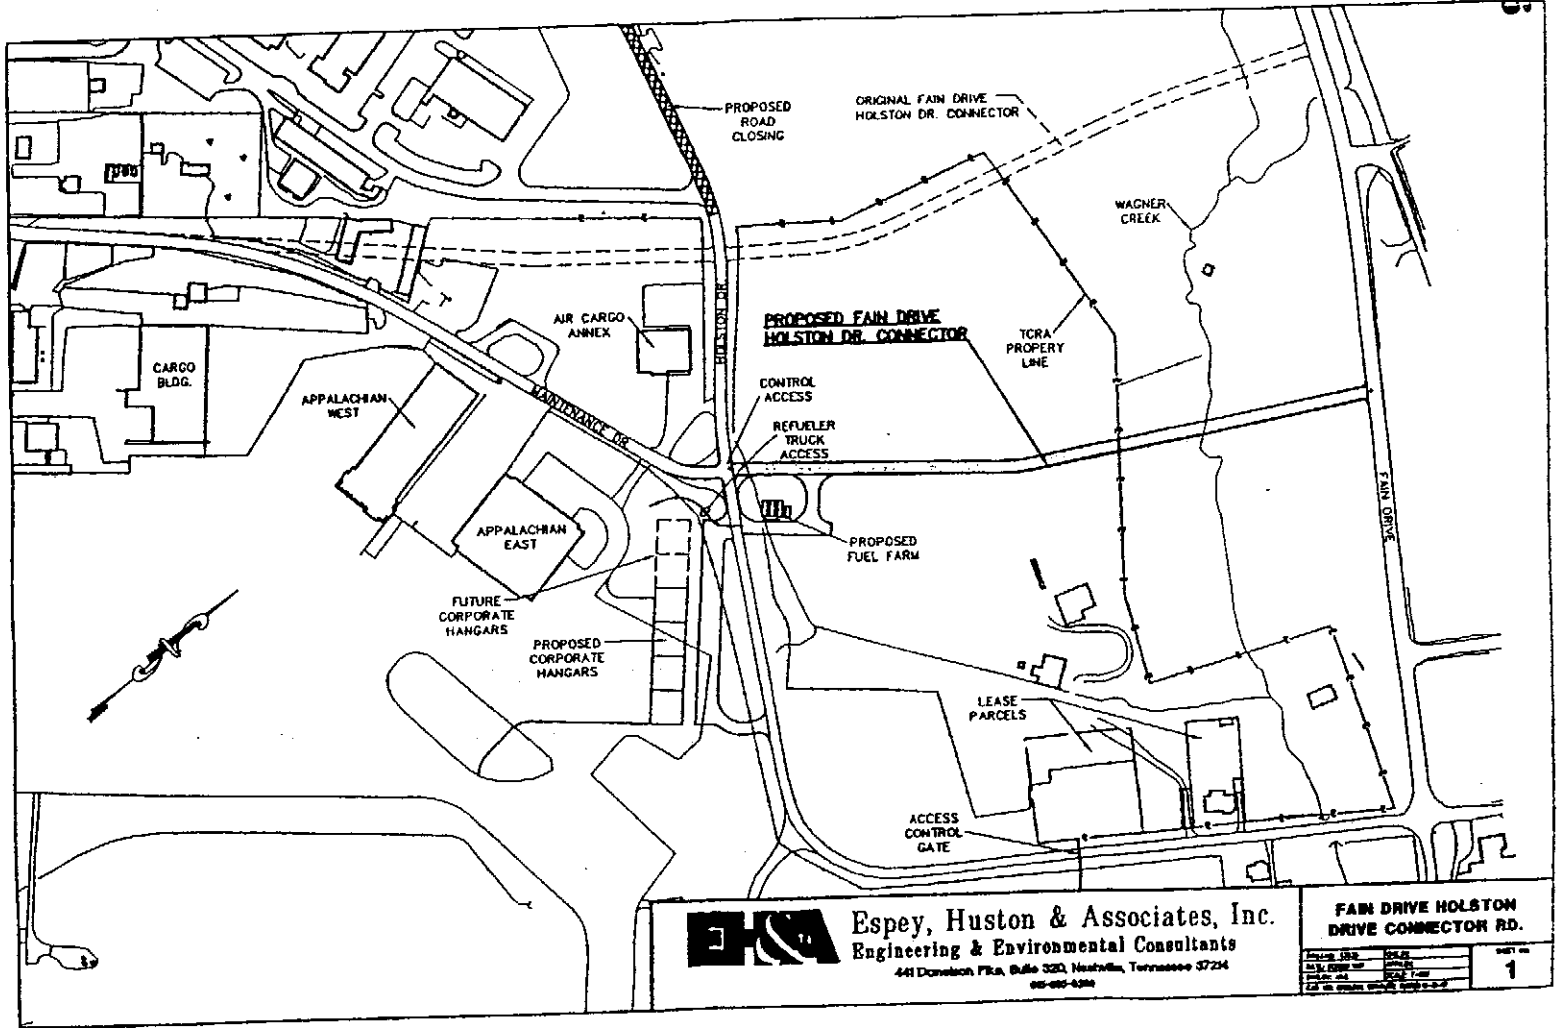 PROPOSED
ROAD
CLOSING
ORIGINAL FAIN DRIVE
HOLSTON DR. CONNECTOR
WAGNER
CREEK
AIR CARGO
ANNEX
HOLSTON DR.
PROPOSED FAIN DRIVE
HOLSTON DR. CONNECTOR
TCRA
PROPERY
LINE
CARGO
BLDG.
APPALACHIAN
WEST
MAINTENANCE DR
CONTROL
ACCESS
REFUELER
TRUCK
ACCESS
FAIN DRIVE
APPALACHIAN
EAST
PROPOSED
FUEL FARM
FUTURE
CORPORATE
HANGARS
PROPOSED
CORPORATE
HANGARS
LEASE
PARCELS
ACCESS
CONTROL
GATE
Espey, Huston & Associates, Inc.
Engineering & Environmental Consultants
441 Donelson Pike, Suite 320, Nashville, Tennessee 37214
FAIN DRIVE HOLSTON
DRIVE CONNECTOR RD.
1